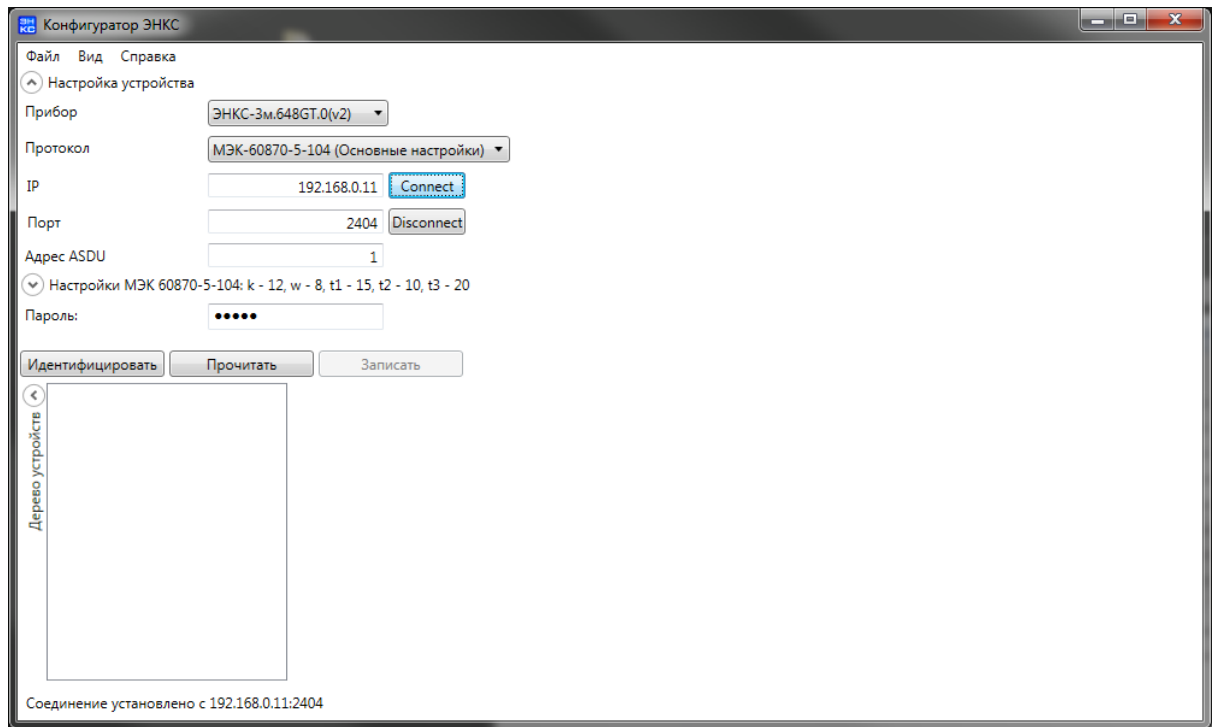 ЭН
КС Конфигуратор ЭНКС
Файл Вид Справка
Настройка устройства
Прибор ЭНКС-3м.648GT.0(v2)
Протокол МЭК-60870-5-104 (Основные настройки)
IP 192.168.0.11 Connect
Порт 2404 Disconnect
Адрес ASDU 1
Настройки МЭК 60870-5-104: k - 12, w - 8, t1 - 15, t2 - 10, t3 - 20
Пароль: •••••
Идентифицировать Прочитать Записать
Дерево устройств
Соединение установлено с 192.168.0.11:2404